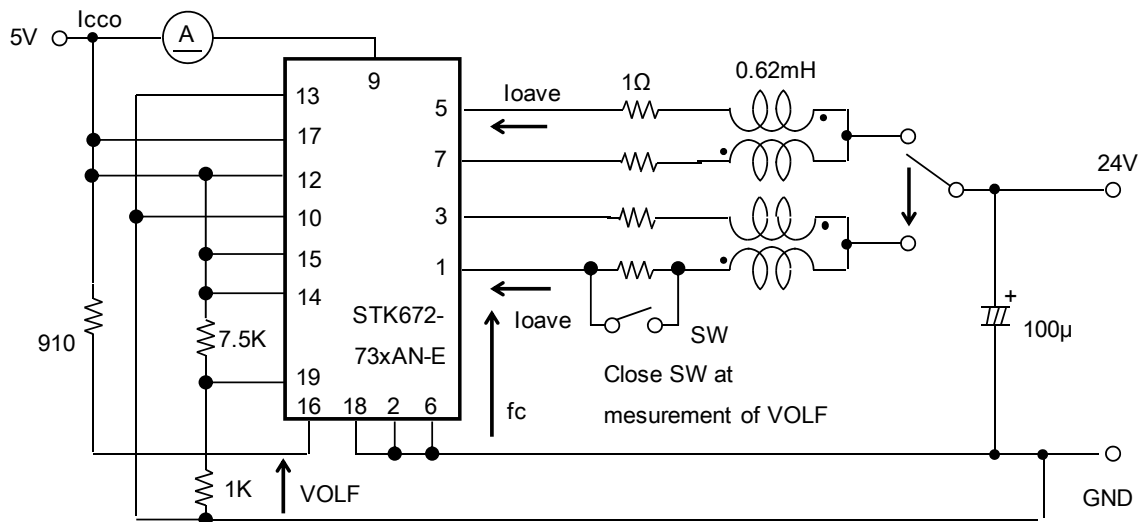 Icco
5V
A
9
13
17
12
10
15
14
19
16
18
2
6
5
7
3
1
STK672-
73xAN-E
Ioave
1Ω
0.62mH
24V
Ioave
SW
Close SW at
mesurement of VOLF
fc
+
100µ
GND
910
7.5K
1K
VOLF